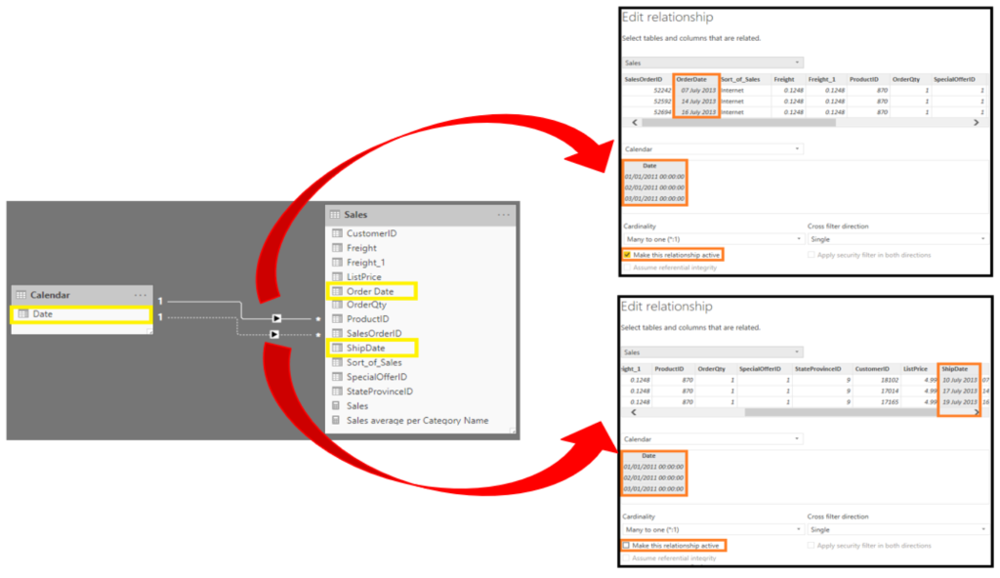 Edit relationship
Select tables and columns that are related.
Sales
SalesOrderID OrderDate Sort_of_Sales Freight Freight_1 ProductID OrderQty SpecialOfferID
52242 07 July 2013 Internet 0.1248 0.1248 870 1 1
52592 14 July 2013 Internet 0.1248 0.1248 870 1 1
52694 16 July 2013 Internet 0.1248 0.1248 870 1 1
Calendar
Date
01/01/2011 00:00:00
02/01/2011 00:00:00
03/01/2011 00:00:00
Cardinality Cross filter direction
Many to one (*:1) Single
Make this relationship active Apply security filter in both directions
Assume referential integrity
Calendar ...
Date
1
1
*
*
Sales ...
CustomerID
Freight
Freight_1
ListPrice
Order Date
OrderQty
ProductID
SalesOrderID
ShipDate
Sort_of_Sales
SpecialOfferID
StateProvinceID
Sales
Sales average per Category Name
Edit relationship
Select tables and columns that are related.
Sales
ight_1 ProductID OrderQty SpecialOfferID StateProvinceID CustomerID ListPrice ShipDate
0.1248 870 1 1 9 18102 4.99 10 July 2013 07
0.1248 870 1 1 9 17014 4.99 17 July 2013 14
0.1248 870 1 1 9 17165 4.99 19 July 2013 16
Calendar
Date
01/01/2011 00:00:00
02/01/2011 00:00:00
03/01/2011 00:00:00
Cardinality Cross filter direction
Many to one (*:1) Single
Make this relationship active Apply security filter in both directions
Assume referential integrity